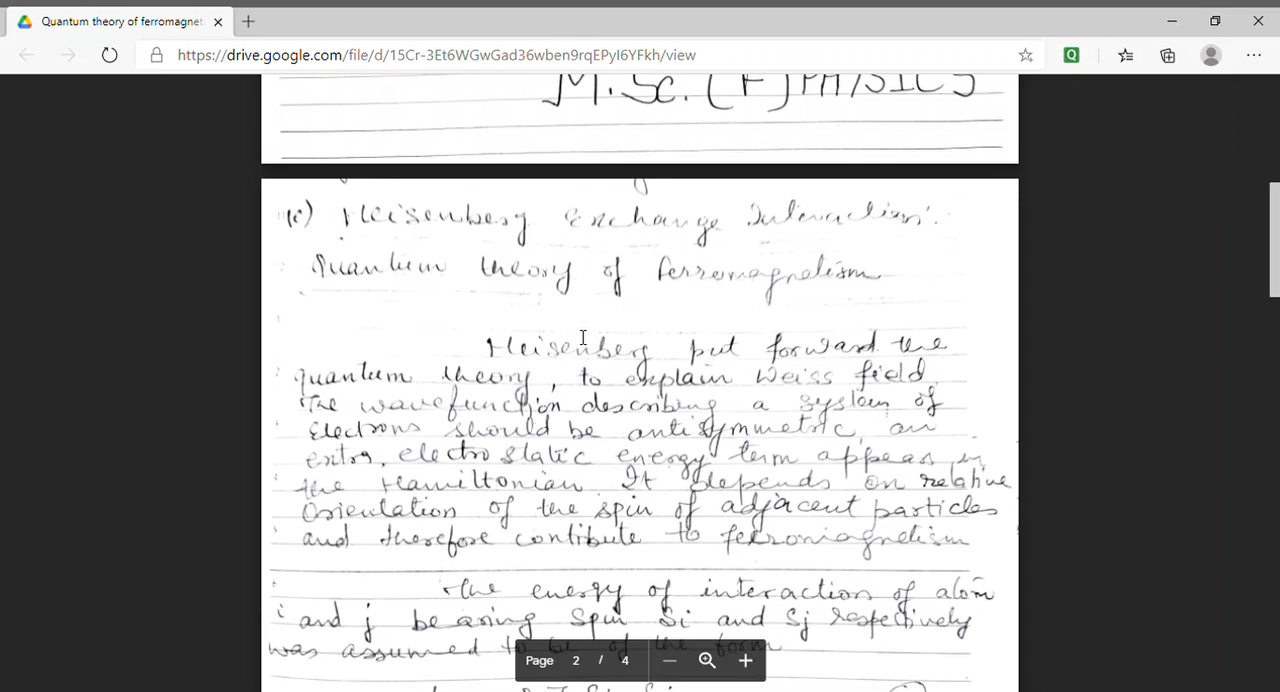 Quantum theory of ferromagnet
https://drive.google.com/file/d/15Cr-3Et6WGwGad36wben9rqEPyI6YFkh/view
M.Sc. (F) PHYSICS
(c) Heisenberg Exchange Interaction:
Quantum theory of ferromagnetism
Heisenberg put forward the
quantum theory, to explain Weiss field
The wavefunction describing a system of
Electrons should be antisymmetric, an
extra, electrostatic energy term appears in
the Hamiltonian. It depends on relative
Orientation of the spin of adjacent particles
and therefore contribute to ferromagnetism
The energy of interaction of atom
i and j bearing Spin Si and Sj respectively
was assumed to be of the form
Page 2 / 4